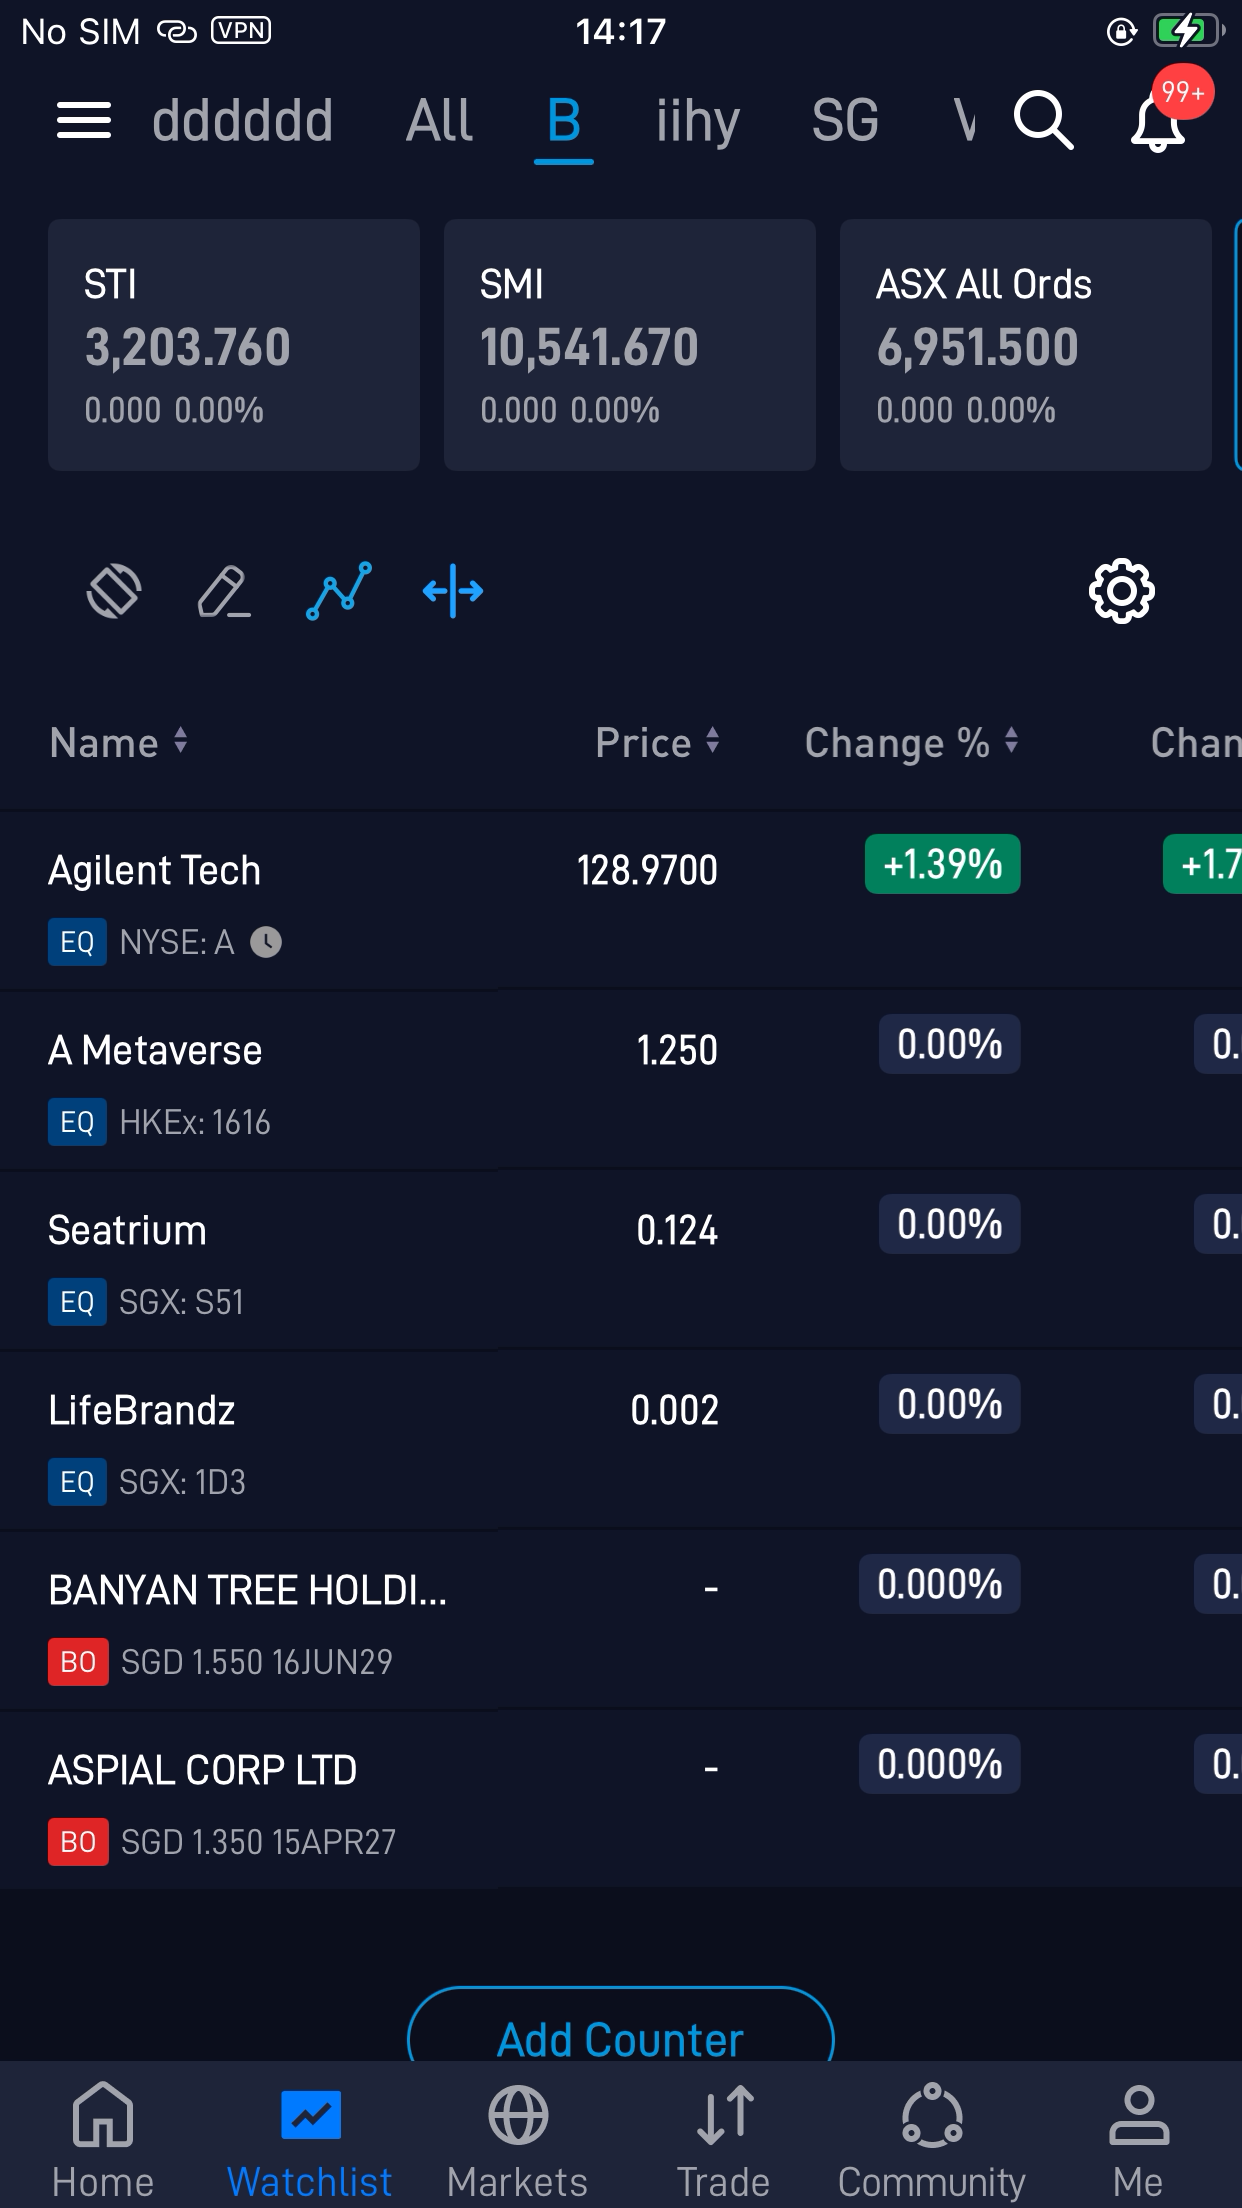 No SIM VPN 14:17
dddddd All B iihy SG 99+
STI SMI ASX All Ords
3,203.760 10,541.670 6,951.500
0.000 0.00% 0.000 0.00% 0.000 0.00%
Name Price Change % Chan
Agilent Tech 128.9700 +1.39% +1.7
EQ NYSE: A
A Metaverse 1.250 0.00% 0.
EQ HKEx: 1616
Seatrium 0.124 0.00% 0.
EQ SGX: S51
LifeBrandz 0.002 0.00% 0.
EQ SGX: 1D3
BANYAN TREE HOLDI... - 0.000% 0.
BO SGD 1.550 16JUN29
ASPIAL CORP LTD - 0.000% 0.
BO SGD 1.350 15APR27
Add Counter
Home Watchlist Markets Trade Community Me